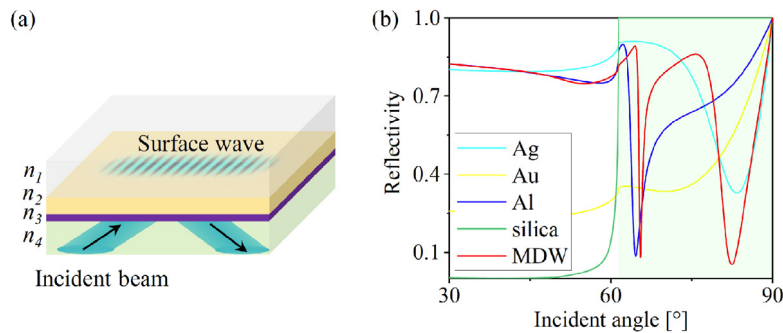 (a)
Surface wave
n1
n2
n3
n4
Incident beam
(b)
Reflectivity
1.0
0.7
0.4
0.1
Ag
Au
Al
silica
MDW
30
60
90
Incident angle [°]